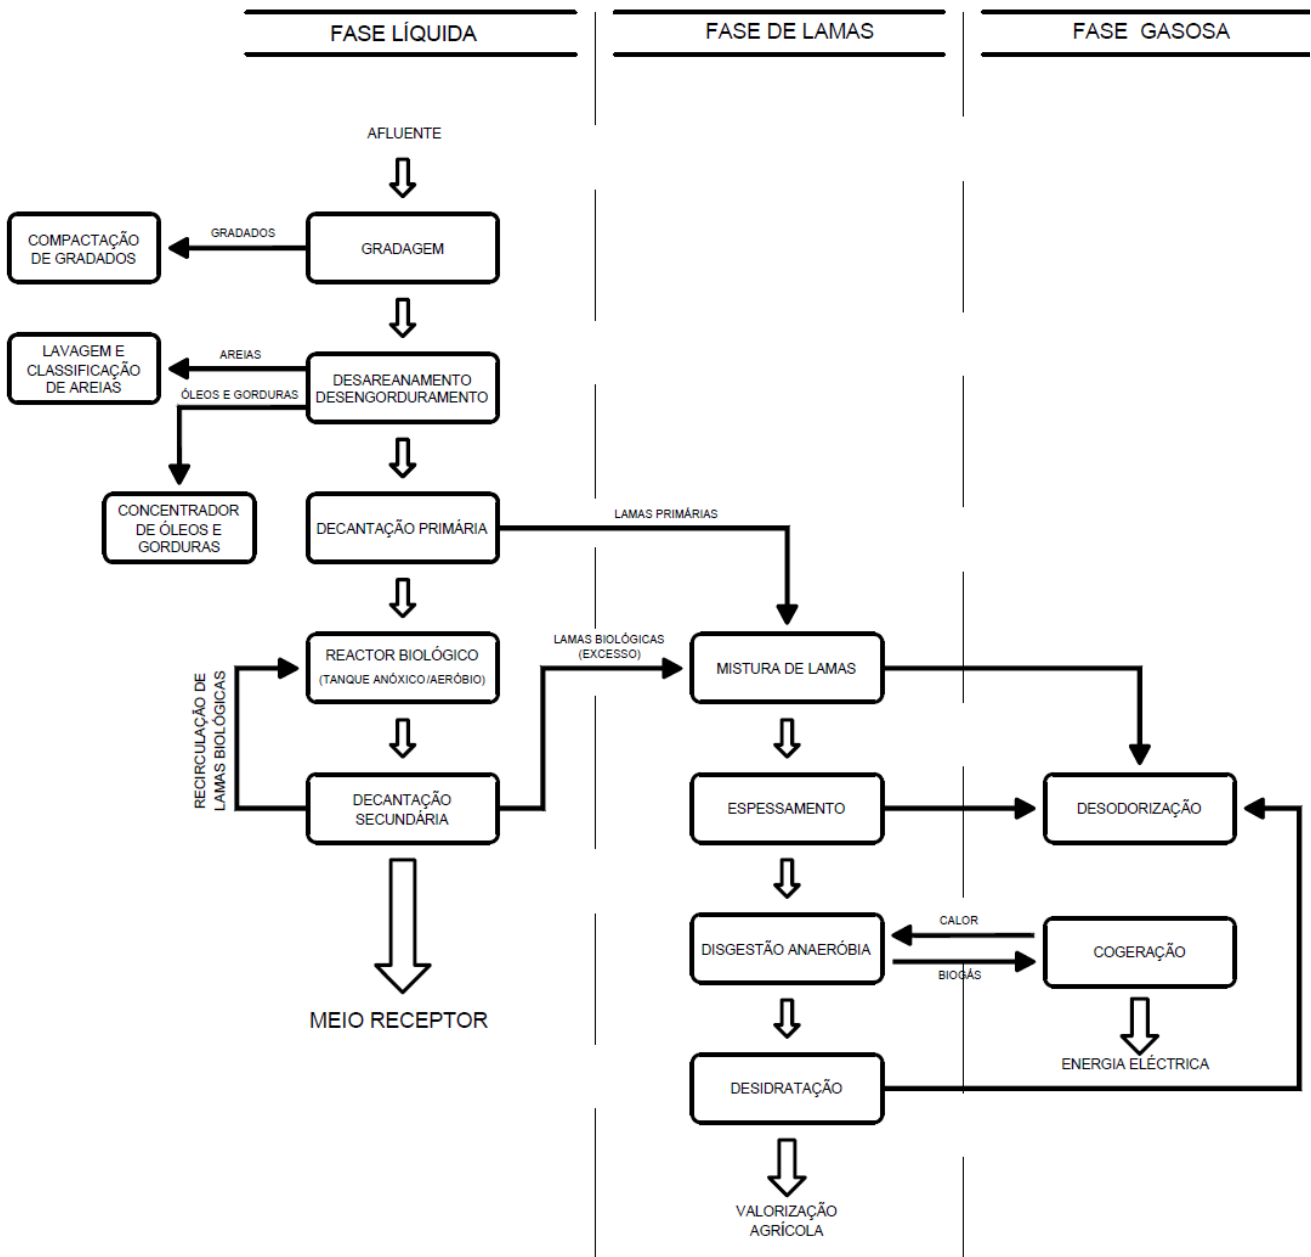 FASE LÍQUIDA
FASE DE LAMAS
FASE GASOSA
AFLUENTE
COMPACTAÇÃO
DE GRADADOS
GRADADOS
GRADAGEM
LAVAGEM E
CLASSIFICAÇÃO
DE AREIAS
AREIAS
ÓLEOS E GORDURAS
DESAREANAMENTO
DESENGORDURAMENTO
CONCENTRADOR
DE ÓLEOS E
GORDURAS
DECANTAÇÃO PRIMÁRIA
LAMAS PRIMÁRIAS
RECIRCULAÇÃO DE
LAMAS BIOLÓGICAS
REACTOR BIOLÓGICO
(TANQUE ANÓXICO/AERÓBIO)
LAMAS BIOLÓGICAS
(EXCESSO)
MISTURA DE LAMAS
DECANTAÇÃO
SECUNDÁRIA
ESPESSAMENTO
DESODORIZAÇÃO
MEIO RECEPTOR
DISGESTÃO ANAERÓBIA
CALOR
BIOGÁS
COGERAÇÃO
ENERGIA ELÉCTRICA
DESIDRATAÇÃO
VALORIZAÇÃO
AGRÍCOLA